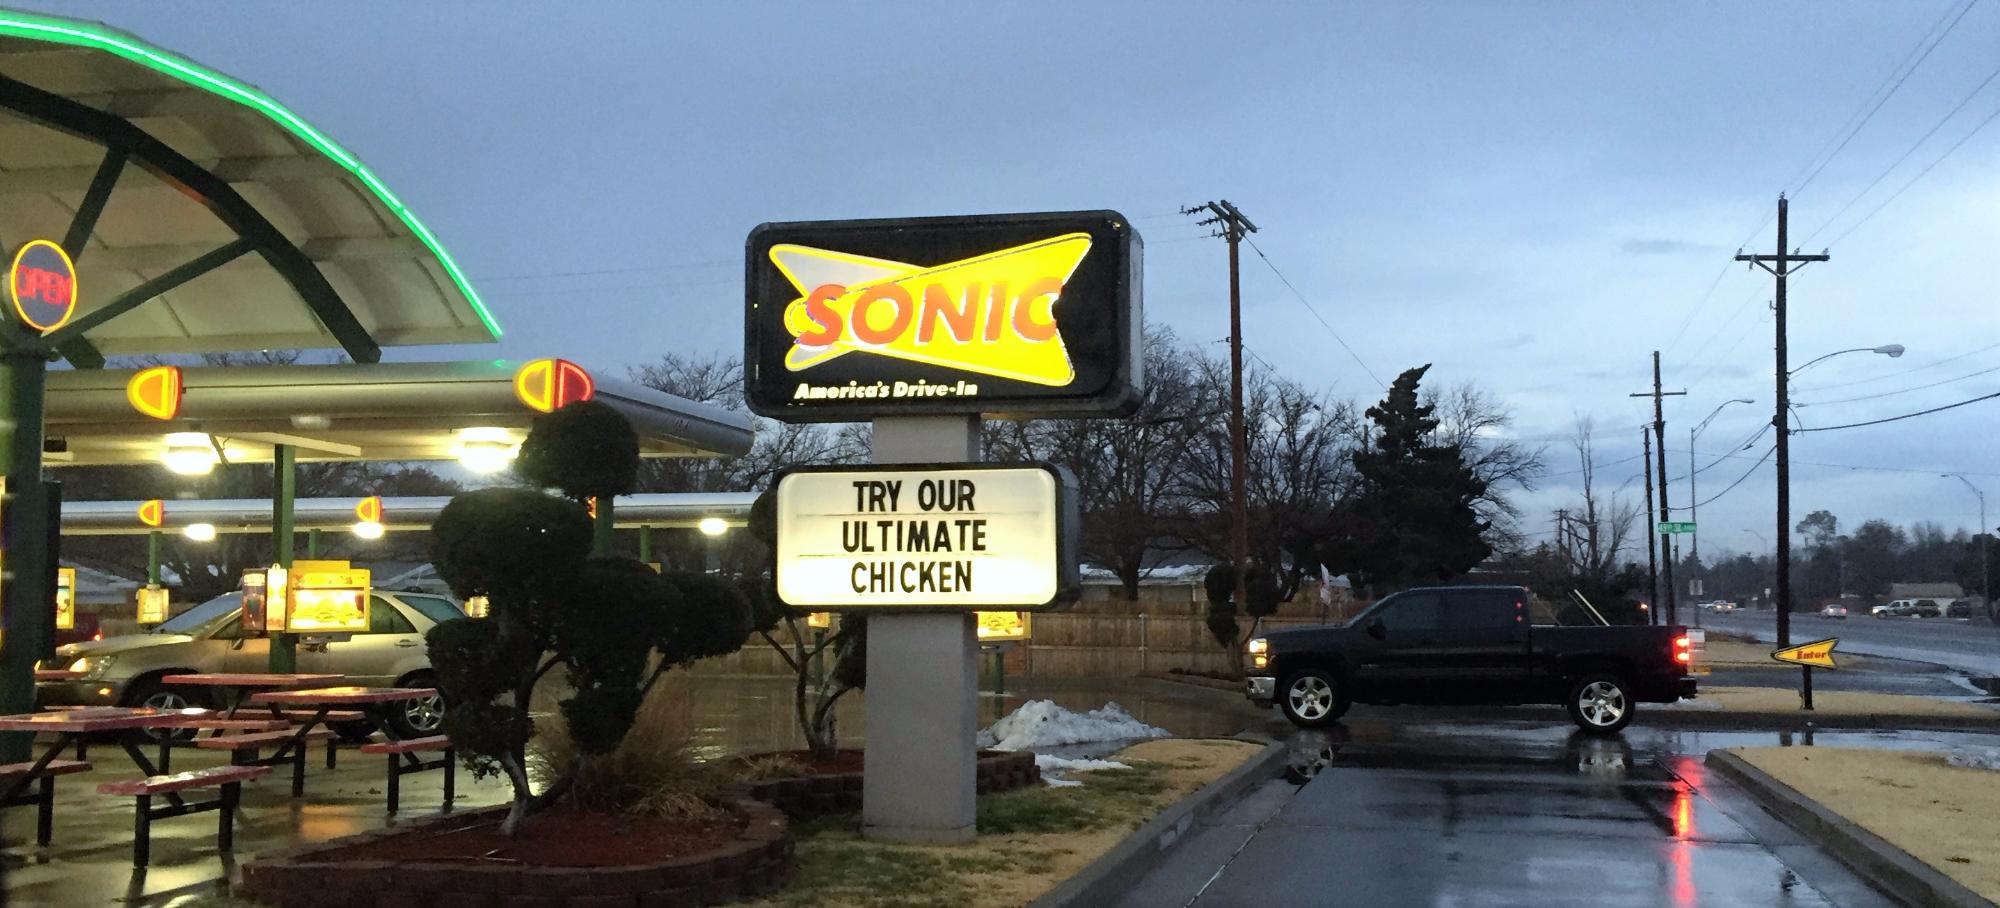 OPEN
SONIC
America's Drive-In
TRY OUR
ULTIMATE
CHICKEN
Enter